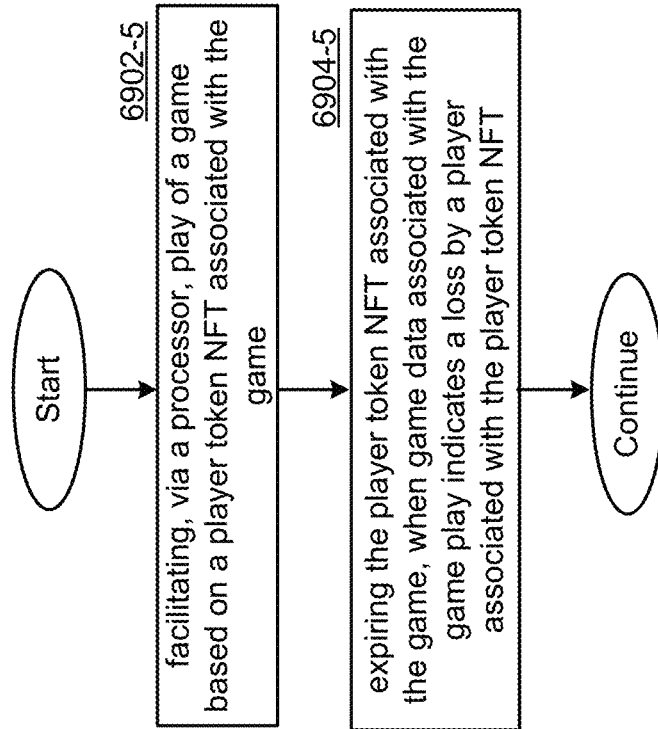 Start
6902-5
facilitating, via a processor, play of a game
based on a player token NFT associated with the
game
6904-5
expiring the player token NFT associated with
the game, when game data associated with the
game play indicates a loss by a player
associated with the player token NFT
Continue